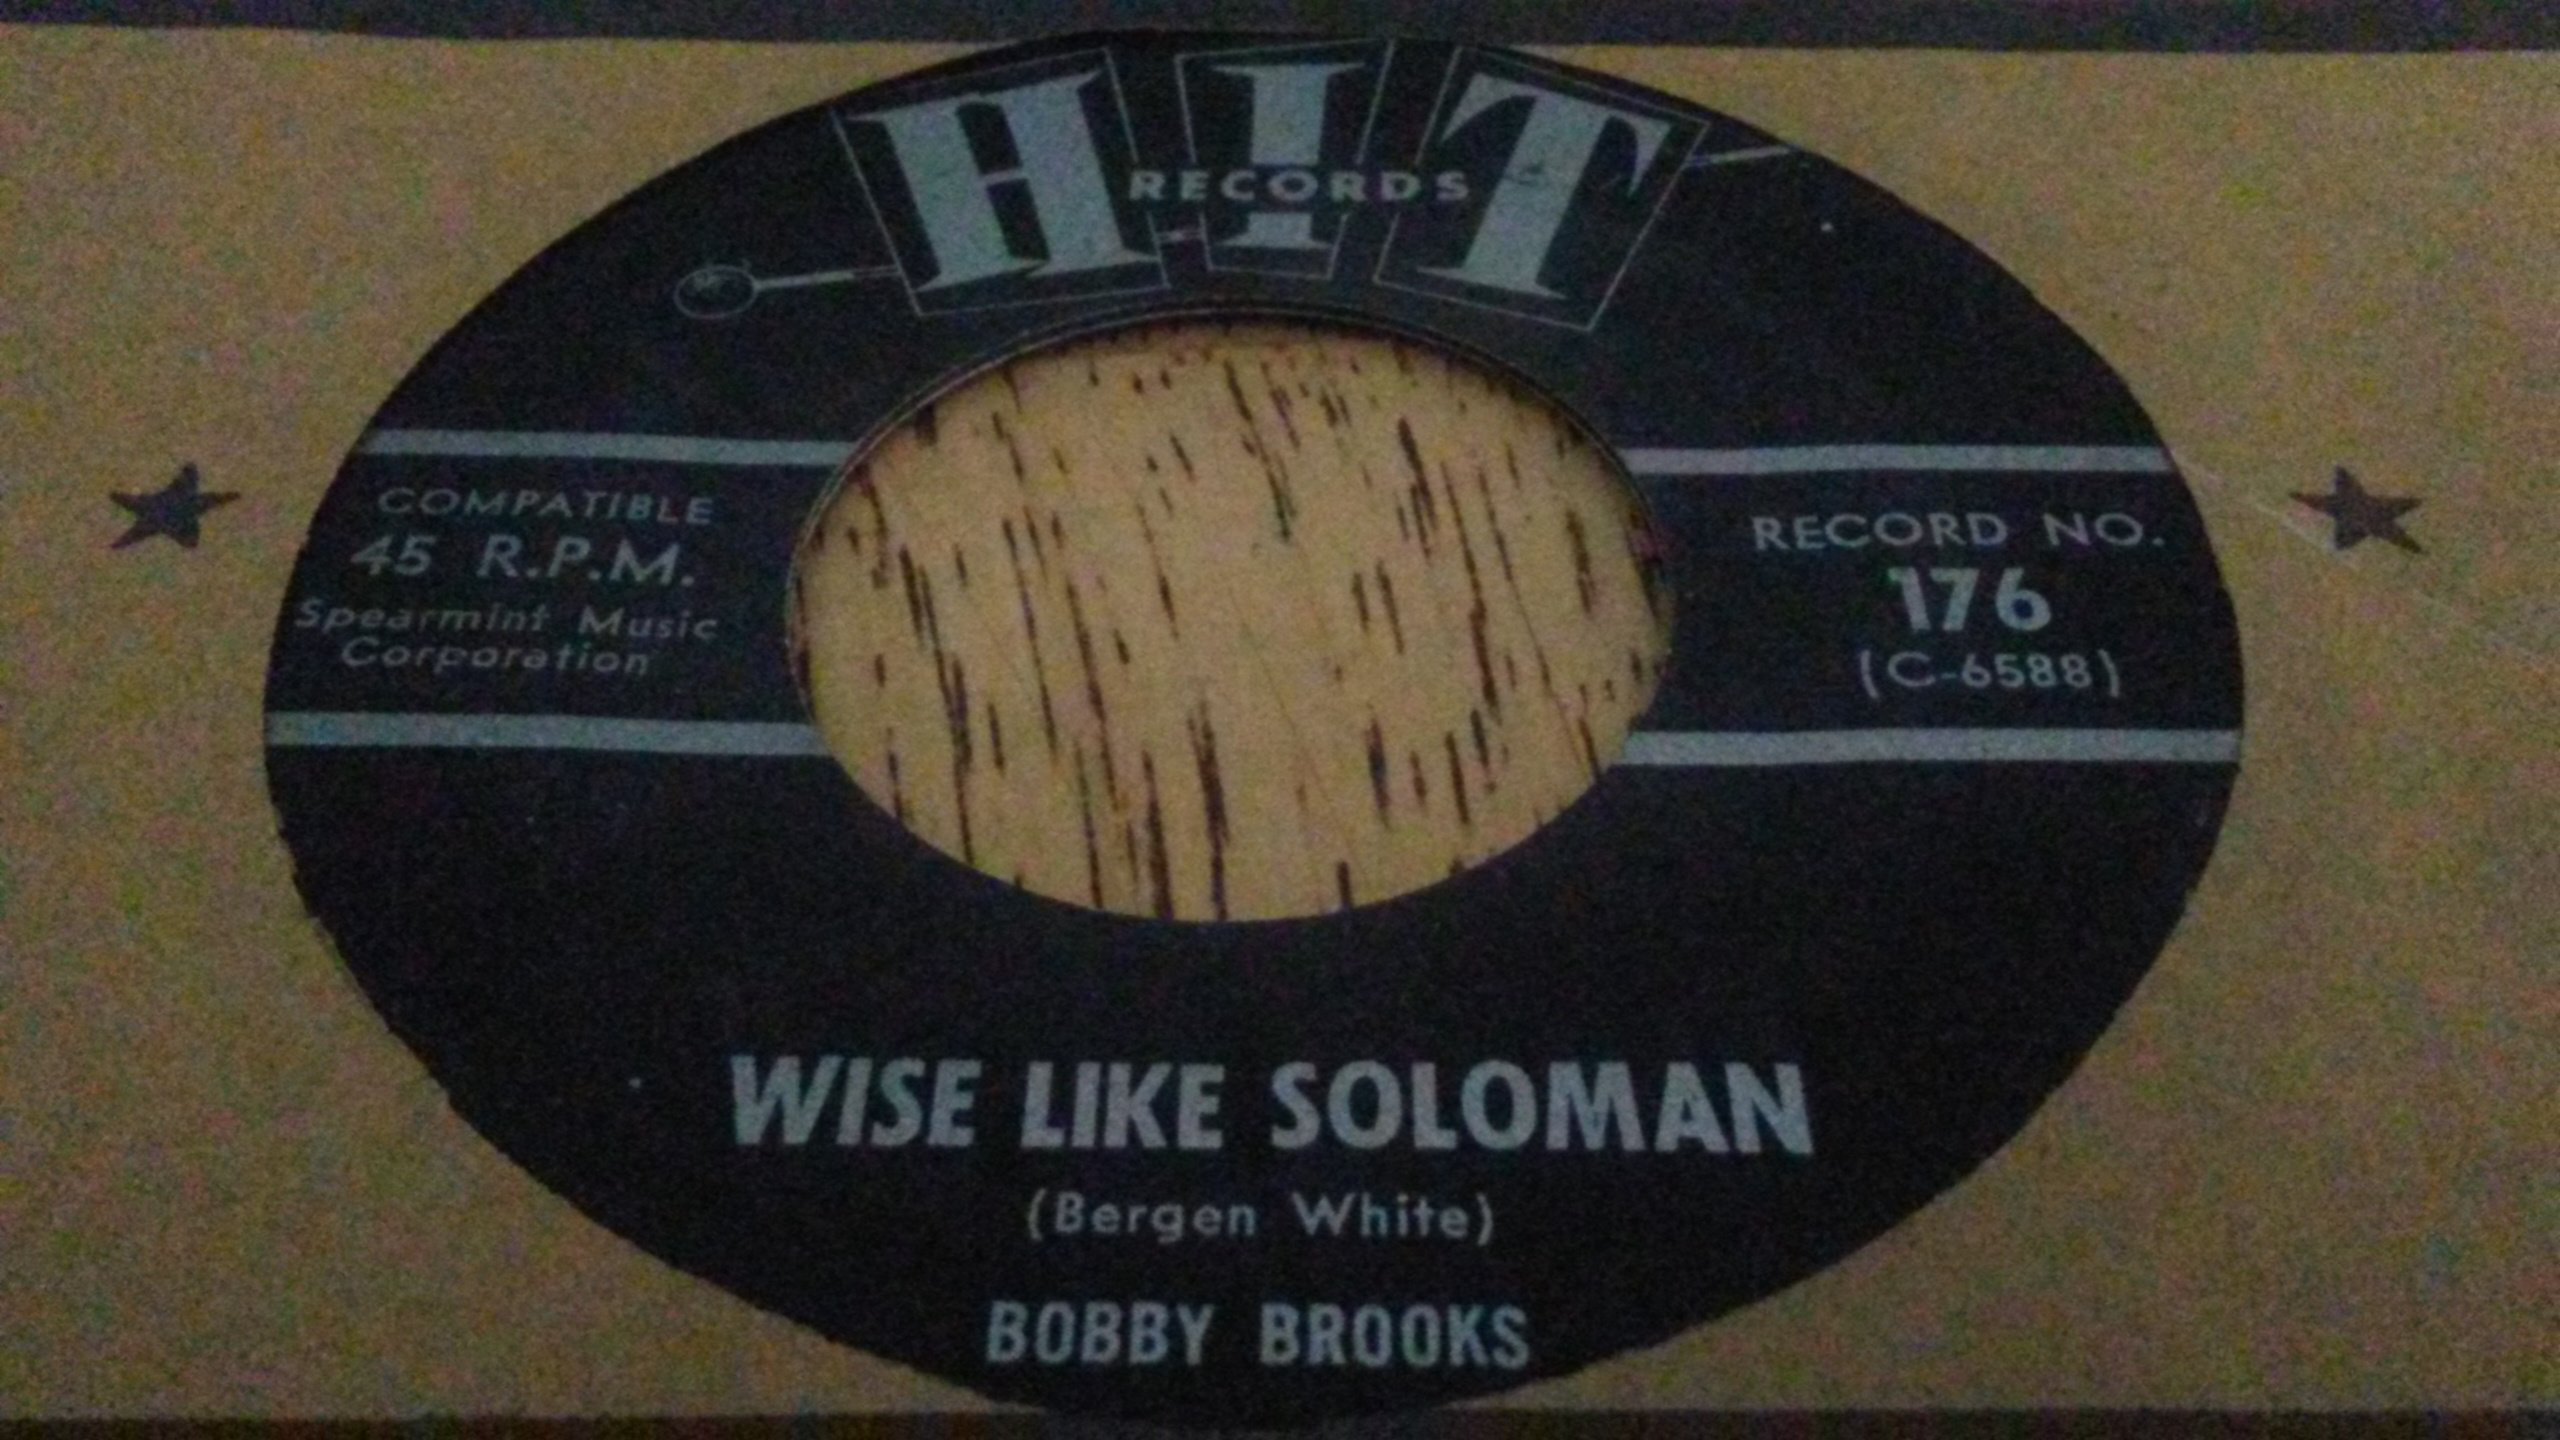 HIT
RECORDS
COMPATIBLE
45 R.P.M.
Spearmint Music
Corporation
RECORD NO.
176
(C-6588)
WISE LIKE SOLOMAN
(Bergen White)
BOBBY BROOKS